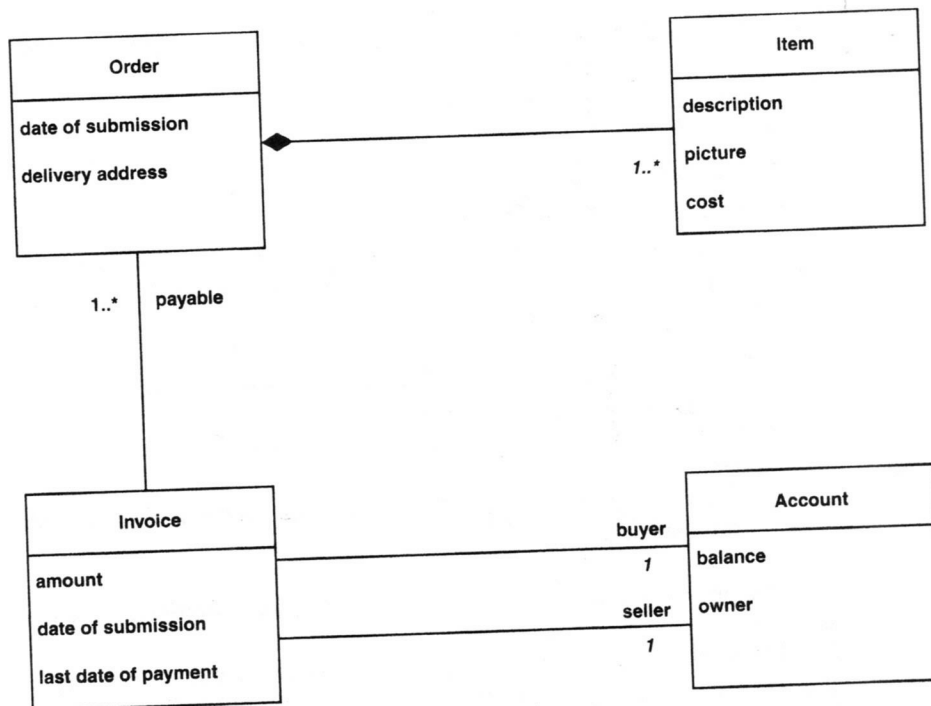 Order
date of submission
delivery address
Item
description
picture
cost
1..*
1..*
payable
Invoice
amount
date of submission
last date of payment
buyer
1
seller
1
Account
balance
owner